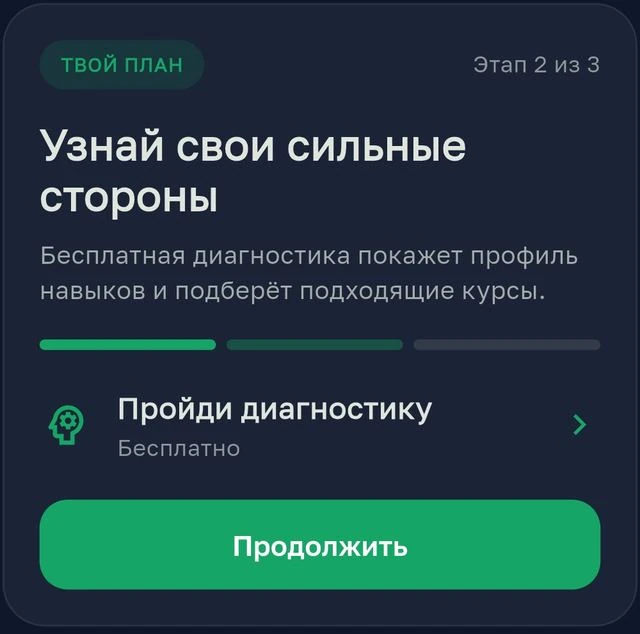 ТВОЙ ПЛАН
Этап 2 из 3
Узнай свои сильные
стороны
Бесплатная диагностика покажет профиль
навыков и подберёт подходящие курсы.
Пройди диагностику
Бесплатно
Продолжить